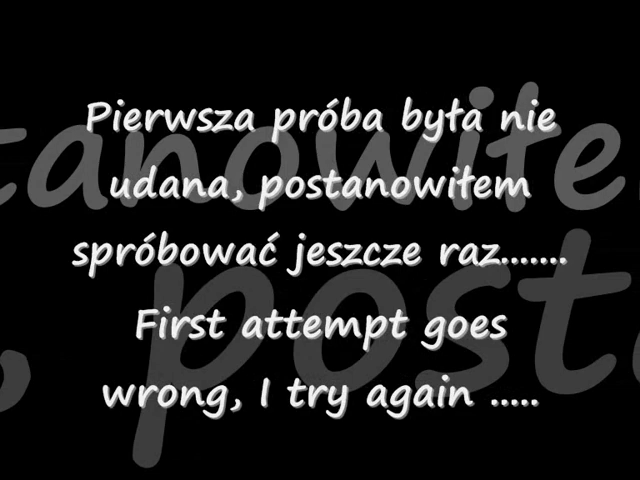 Pierwsza próba była nie
udana, postanowiłem
spróbować jeszcze raz.......
First attempt goes
wrong, I try again .....